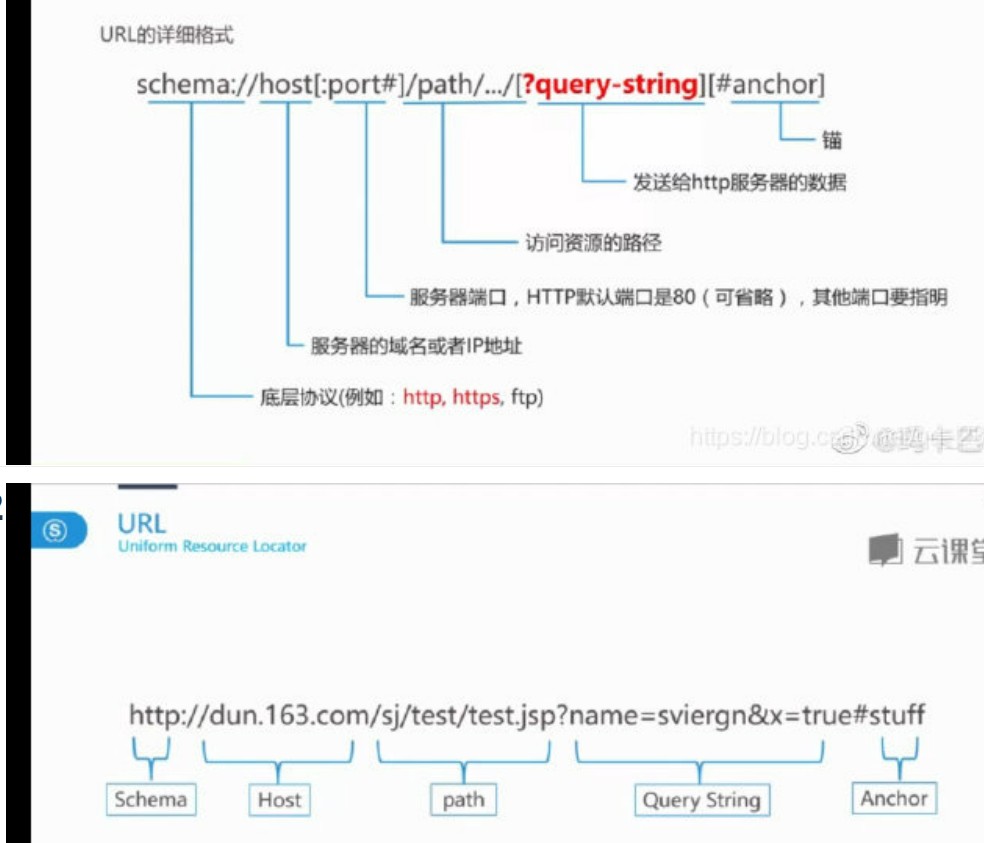 URL的详细格式
schema://host[:port#]/path/.../[?query-string][#anchor]
锚
发送给http服务器的数据
访问资源的路径
服务器端口，HTTP默认端口是80（可省略），其他端口要指明
服务器的域名或者IP地址
底层协议(例如：http, https, ftp)
https://blog.c
S
URL
Uniform Resource Locator
云课堂
http://dun.163.com/sj/test/test.jsp?name=sviergn&x=true#stuff
Schema
Host
path
Query String
Anchor